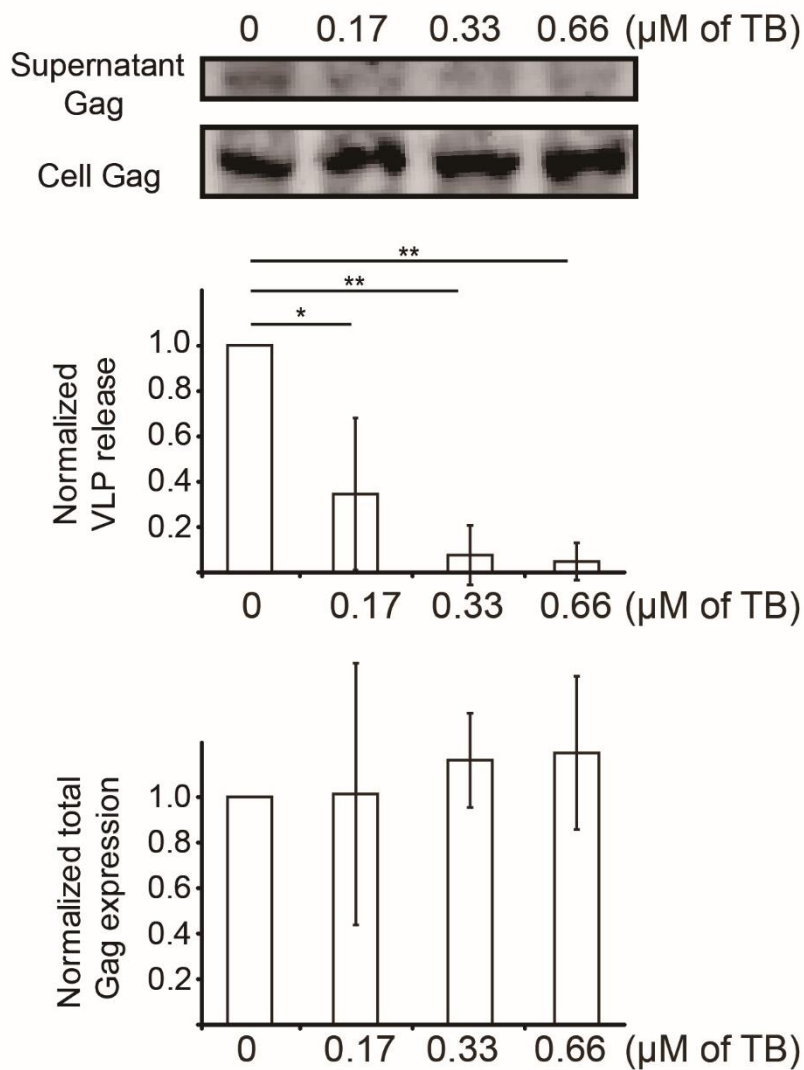 0 0.17 0.33 0.66 (µM of TB)
Supernatant
Gag
Cell Gag
**
**
*
Normalized
VLP release
1.0
0.8
0.6
0.4
0.2
0 0.17 0.33 0.66 (µM of TB)
Normalized total
Gag expression
1.0
0.8
0.6
0.4
0.2
0 0.17 0.33 0.66 (µM of TB)